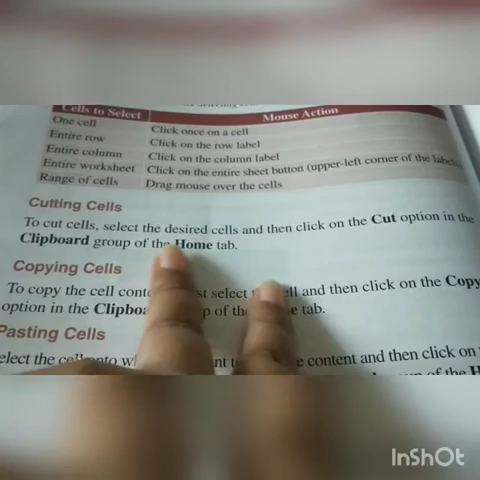 Cells to Select Mouse Action
One cell Click once on a cell
Entire row Click on the row label
Entire column Click on the column label
Entire worksheet Click on the entire sheet button (upper-left corner of the labels)
Range of cells Drag mouse over the cells
Cutting Cells
To cut cells, select the desired cells and then click on the Cut option in the
Clipboard group of the Home tab.
Copying Cells
To copy the cell select and then click on the Copy
option in the of tab.
Pasting Cells
content and then click on
of the
InShOt